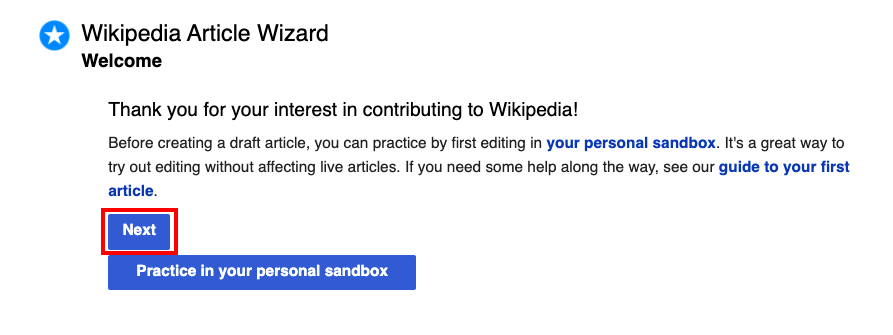 Wikipedia Article Wizard
Welcome
Thank you for your interest in contributing to Wikipedia!
Before creating a draft article, you can practice by first editing in your personal sandbox. It's a great way to
try out editing without affecting live articles. If you need some help along the way, see our guide to your first
article.
Next
Practice in your personal sandbox